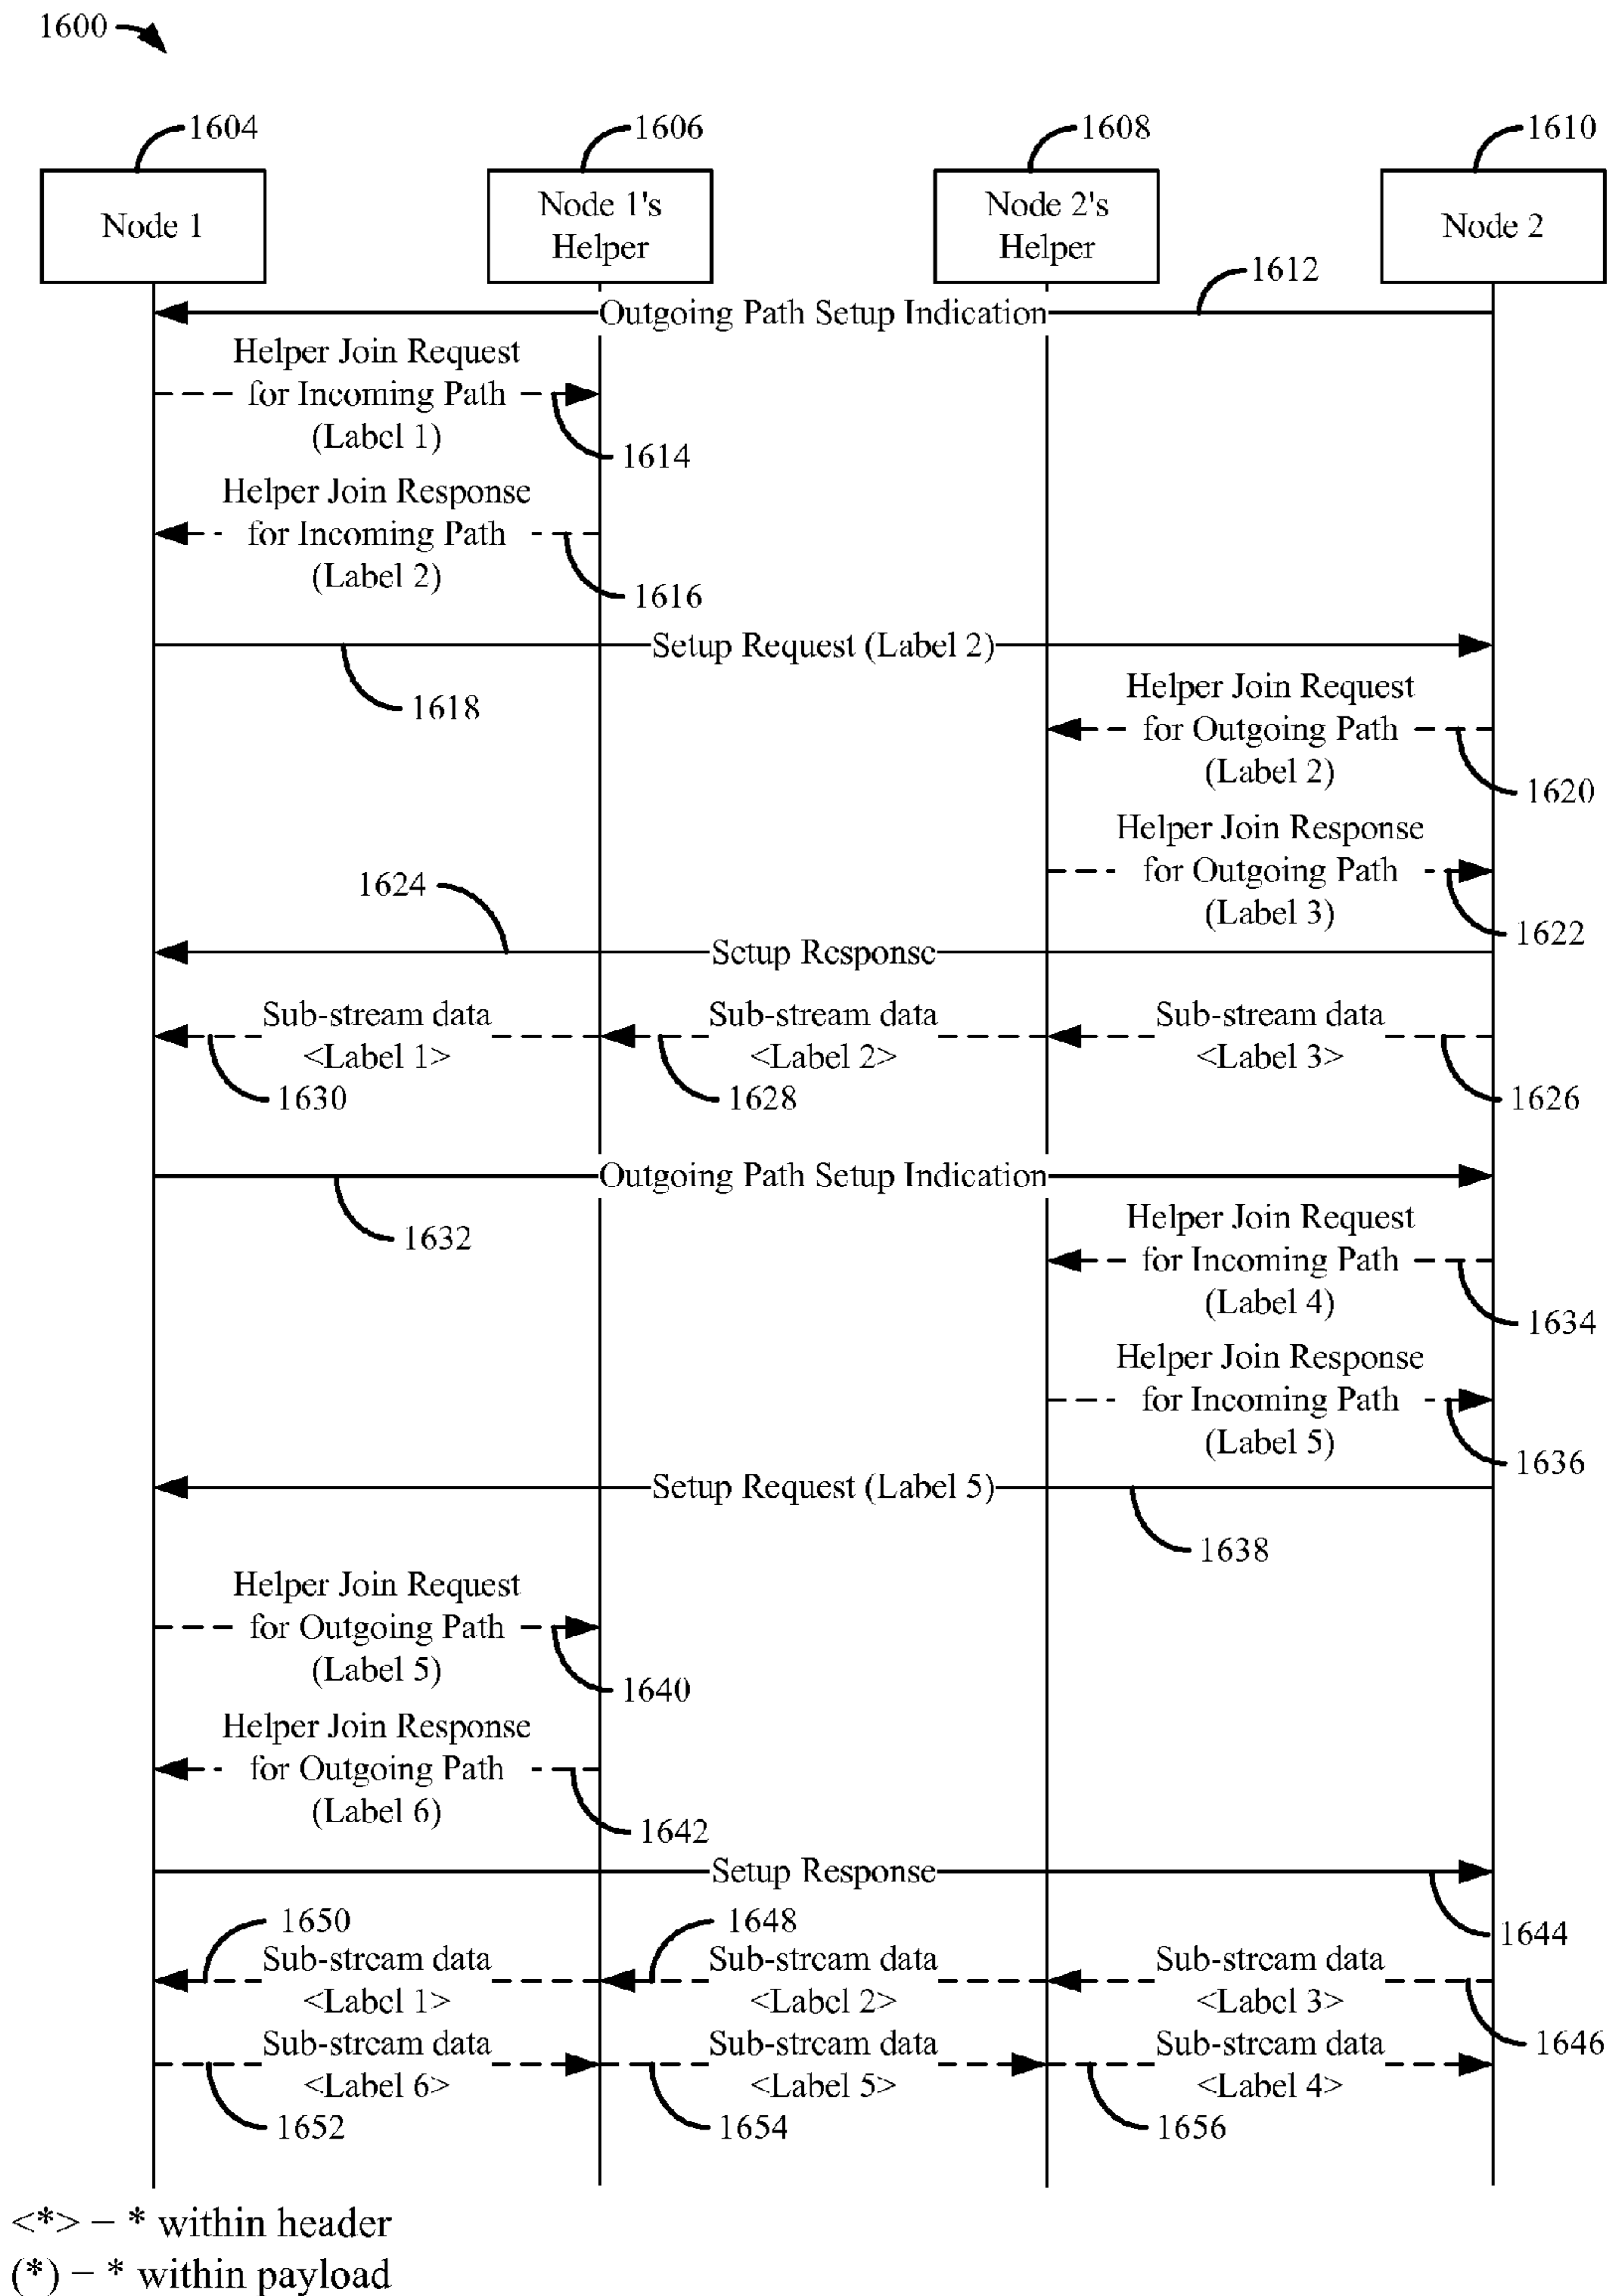 1600
1604
1606
1608
1610
Node 1
Node 1's
Helper
Node 2's
Helper
Node 2
1612
Outgoing Path Setup Indication
Helper Join Request
for Incoming Path
(Label 1)
1614
Helper Join Response
for Incoming Path
(Label 2)
1616
Setup Request (Label 2)
1618
Helper Join Request
for Outgoing Path
(Label 2)
1620
Helper Join Response
for Outgoing Path
(Label 3)
1622
1624
Setup Response
Sub-stream data
<Label 1>
1630
Sub-stream data
<Label 2>
1628
Sub-stream data
<Label 3>
1626
Outgoing Path Setup Indication
1632
Helper Join Request
for Incoming Path
(Label 4)
1634
Helper Join Response
for Incoming Path
(Label 5)
1636
Setup Request (Label 5)
1638
Helper Join Request
for Outgoing Path
(Label 5)
1640
Helper Join Response
for Outgoing Path
(Label 6)
1642
Setup Response
1644
1650
Sub-stream data
<Label 1>
1648
Sub-stream data
<Label 2>
Sub-stream data
<Label 3>
1646
Sub-stream data
<Label 6>
1652
Sub-stream data
<Label 5>
1654
Sub-stream data
<Label 4>
1656
<*> – * within header
(*) – * within payload